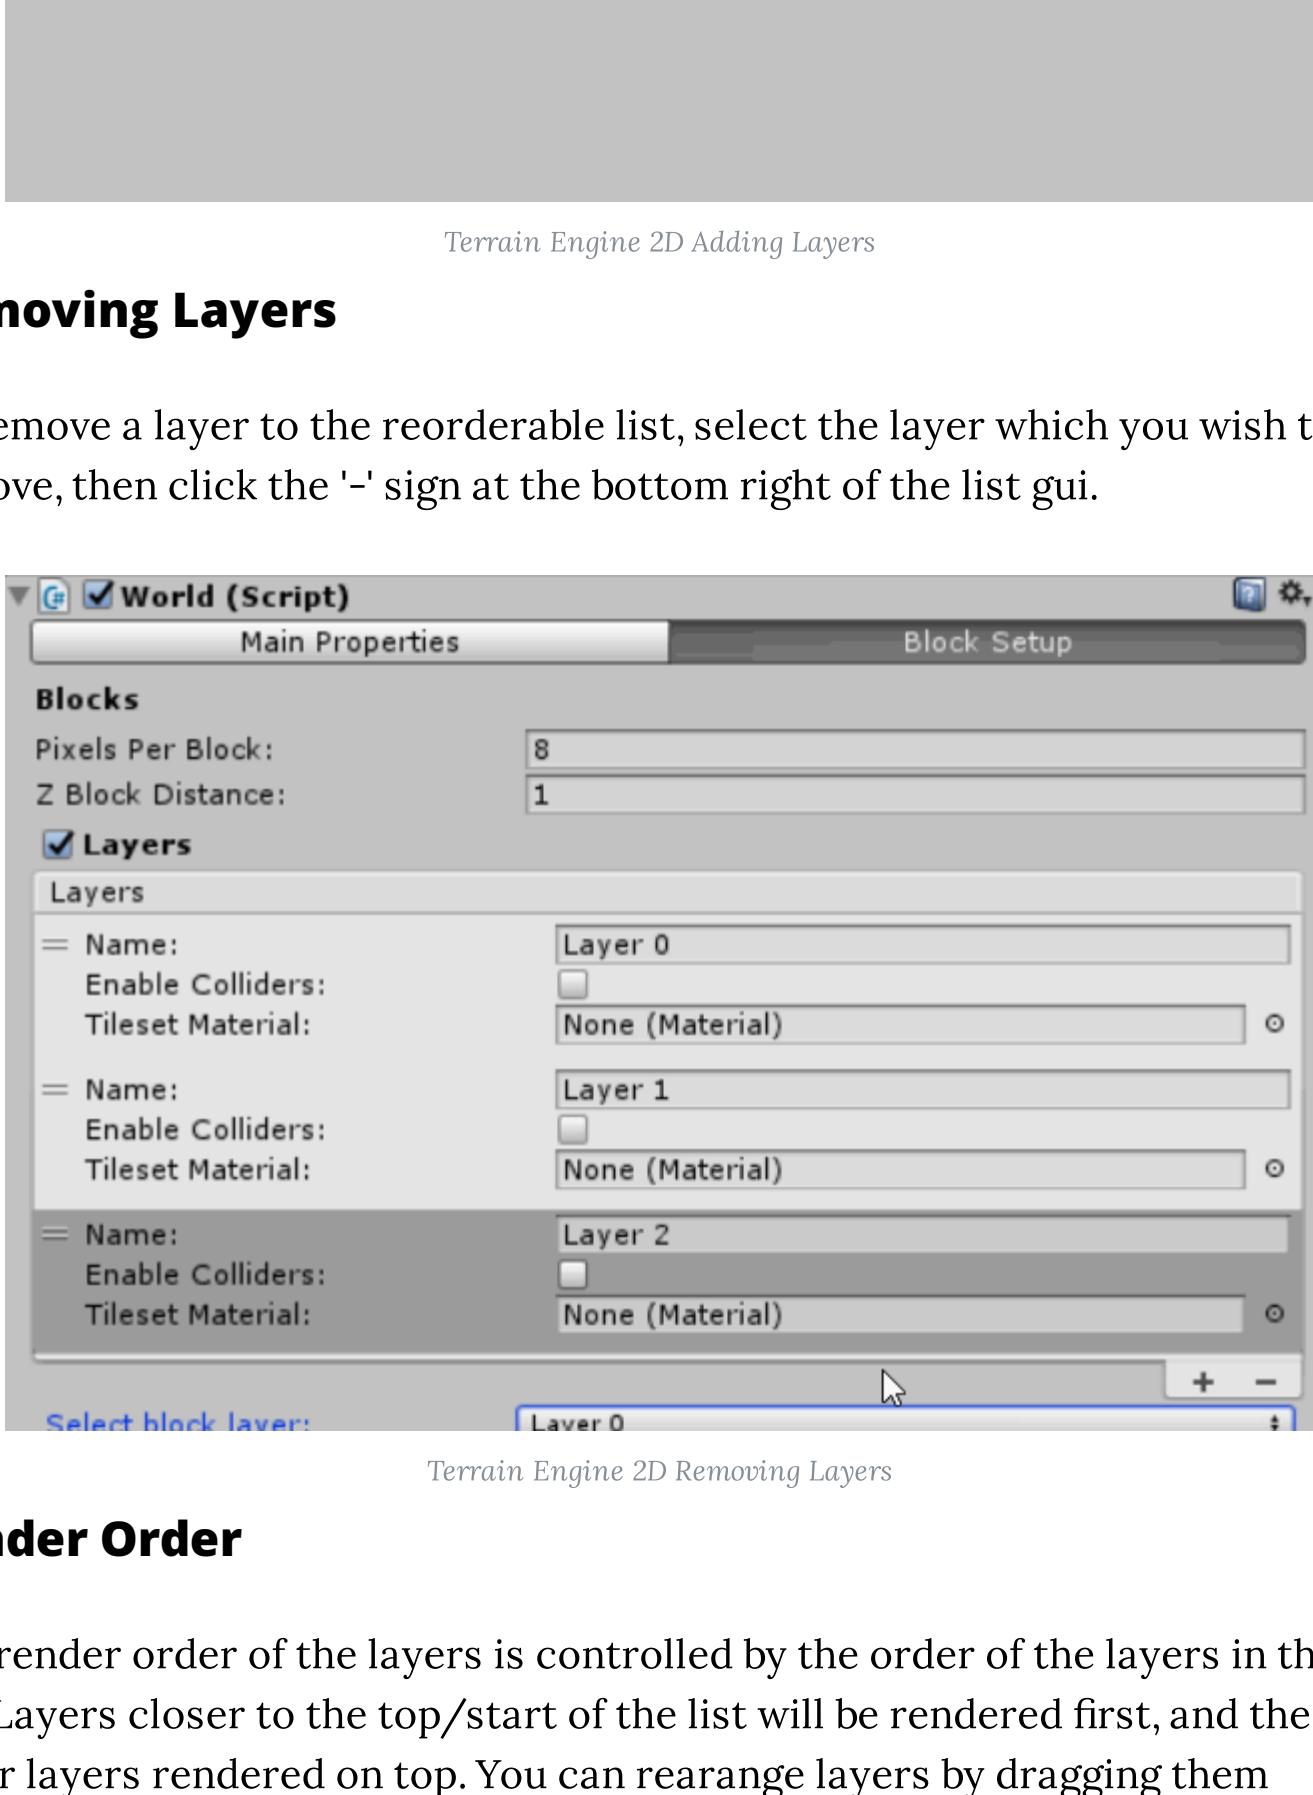 Terrain Engine 2D Adding Layers
moving Layers
emove a layer to the reorderable list, select the layer which you wish t
ove, then click the '-' sign at the bottom right of the list gui.
World (Script)
Main Properties Block Setup
Blocks
Pixels Per Block: 8
Z Block Distance: 1
Layers
Layers
Name: Layer 0
Enable Colliders:
Tileset Material: None (Material)
Name: Layer 1
Enable Colliders:
Tileset Material: None (Material)
Name: Layer 2
Enable Colliders:
Tileset Material: None (Material)
+ -
Select block layer: Layer 0
Terrain Engine 2D Removing Layers
der Order
render order of the layers is controlled by the order of the layers in th
Layers closer to the top/start of the list will be rendered first, and the
r layers rendered on top. You can rearange layers by dragging them